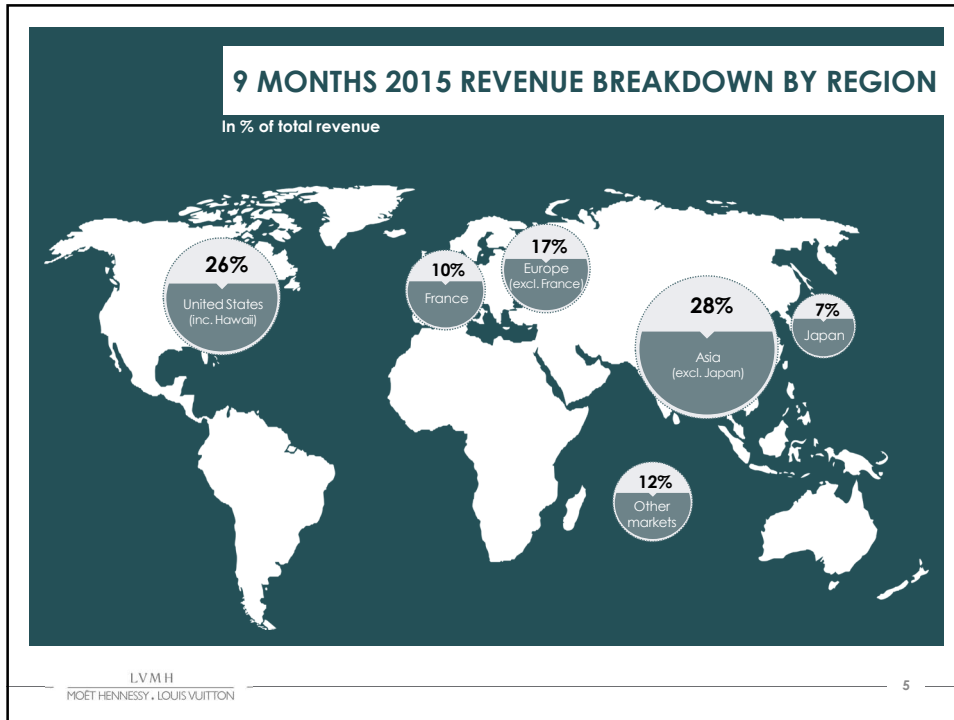 9 MONTHS 2015 REVENUE BREAKDOWN BY REGION
In % of total revenue
26%
United States
(inc. Hawaii)
10%
France
17%
Europe
(excl. France)
28%
Asia
(excl. Japan)
7%
Japan
12%
Other
markets
LVMH
MOËT HENNESSY . LOUIS VUITTON
5